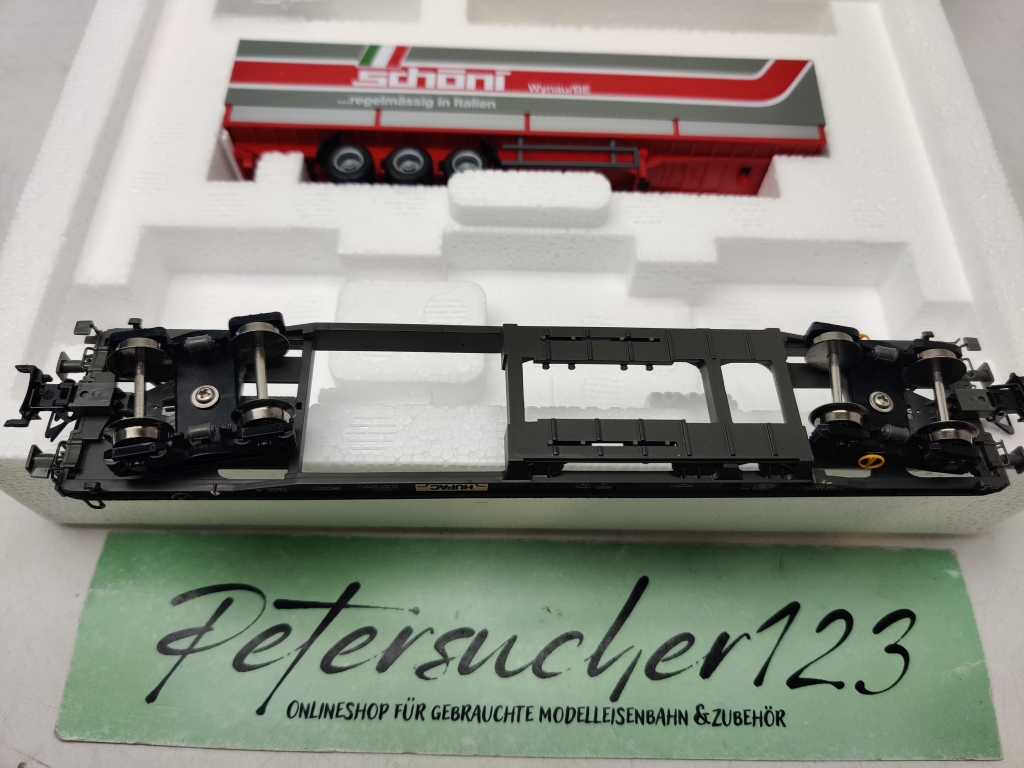 schöni
Wynau/BE
...regelmässig in Italien
HUPAC
Petersucher123
ONLINESHOP FÜR GEBRAUCHTE MODELLEISENBAHN & ZUBEHÖR